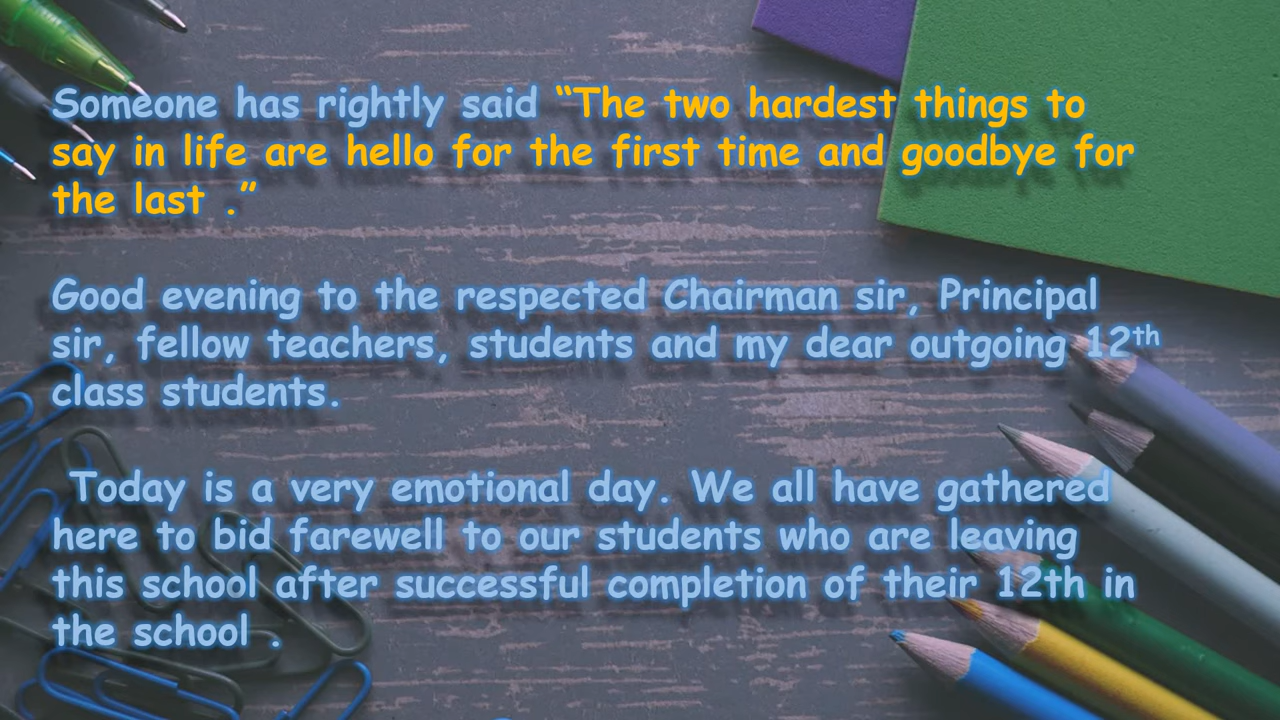 Someone has rightly said “The two hardest things to
say in life are hello for the first time and goodbye for
the last .”
Good evening to the respected Chairman sir, Principal
sir, fellow teachers, students and my dear outgoing 12th
class students.
Today is a very emotional day. We all have gathered
here to bid farewell to our students who are leaving
this school after successful completion of their 12th in
the school .